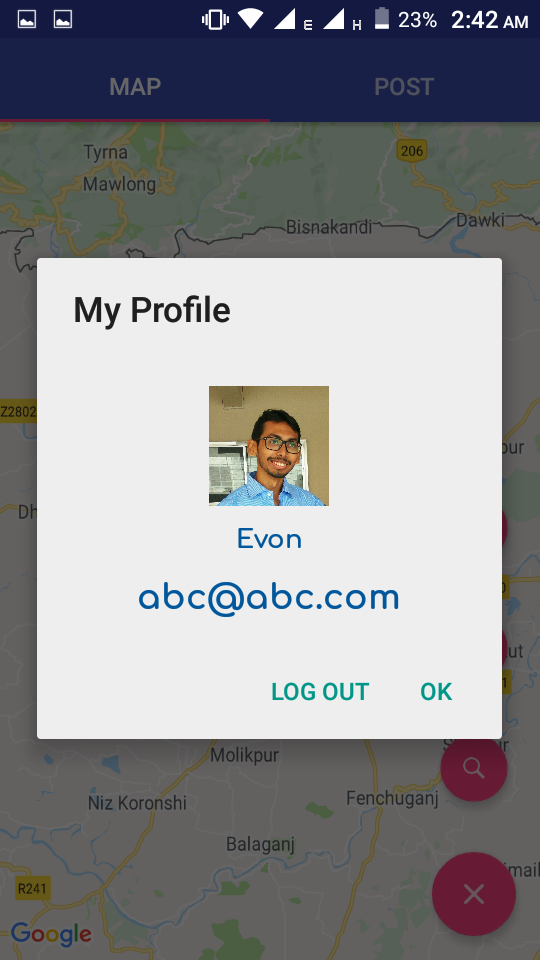 E H 23% 2:42 AM
MAP POST
Tyrna
206
Mawlong
Bisnakandi Dawki
My Profile
Z2802
Evon
abc@abc.com
LOG OUT OK
Molikpur
Niz Koronshi Fenchuganj
Balaganj
R241
Google